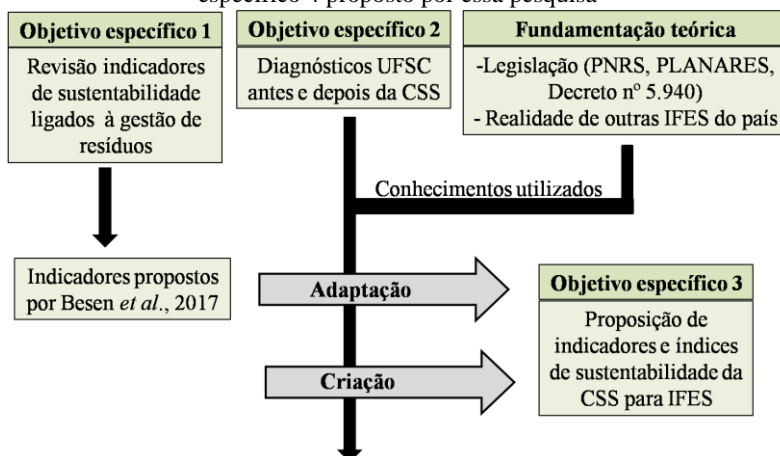 específico 4 proposto por essa pesquisa
Objetivo específico 1
Revisão indicadores
de sustentabilidade
ligados à gestão de
resíduos
Objetivo específico 2
Diagnósticos UFSC
antes e depois da CSS
Fundamentação teórica
-Legislação (PNRS, PLANARES,
Decreto nº 5.940)
- Realidade de outras IFES do país
Conhecimentos utilizados
Indicadores propostos
por Besen et al., 2017
Adaptação
Criação
Objetivo específico 3
Proposição de
indicadores e índices
de sustentabilidade da
CSS para IFES